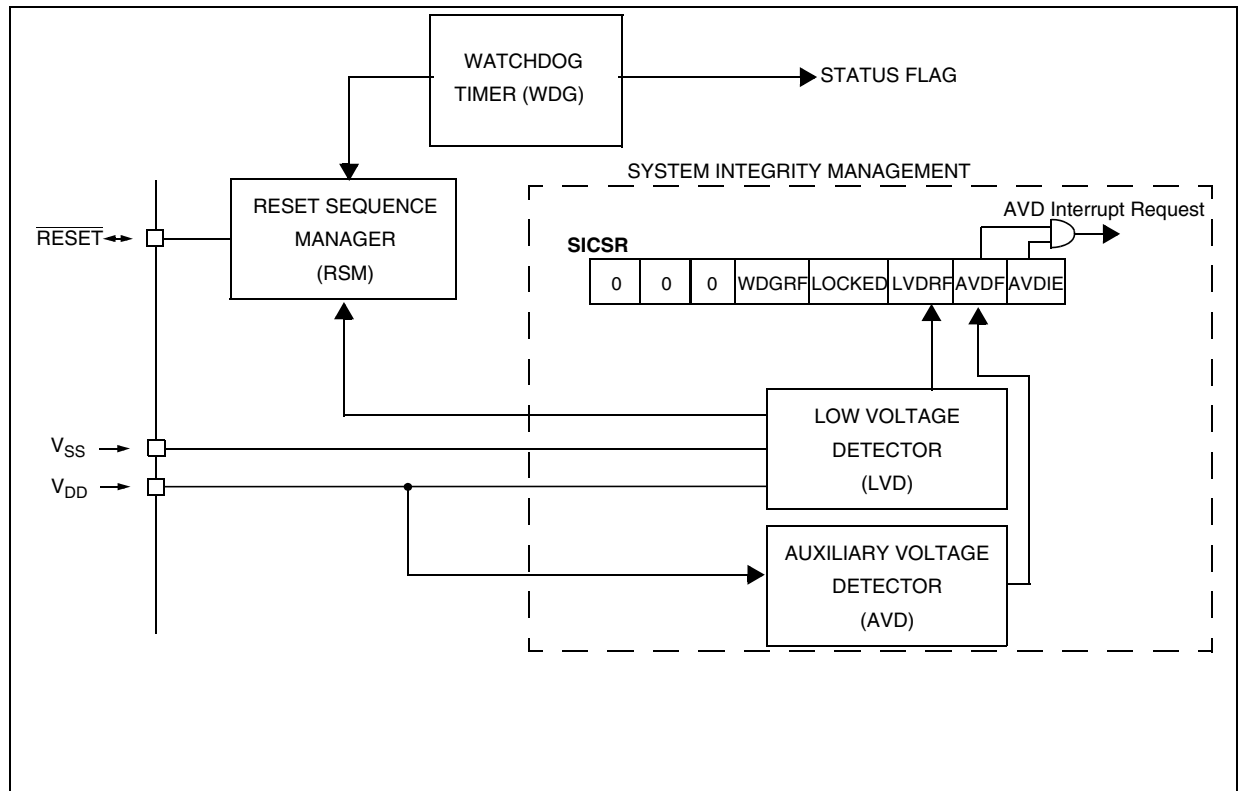 WATCHDOG
TIMER (WDG)
STATUS FLAG
SYSTEM INTEGRITY MANAGEMENT
RESET SEQUENCE
MANAGER
(RSM)
RESET
AVD Interrupt Request
SICSR
0 0 0 WDGRF LOCKED LVDRF AVDF AVDIE
LOW VOLTAGE
DETECTOR
(LVD)
VSS
VDD
AUXILIARY VOLTAGE
DETECTOR
(AVD)